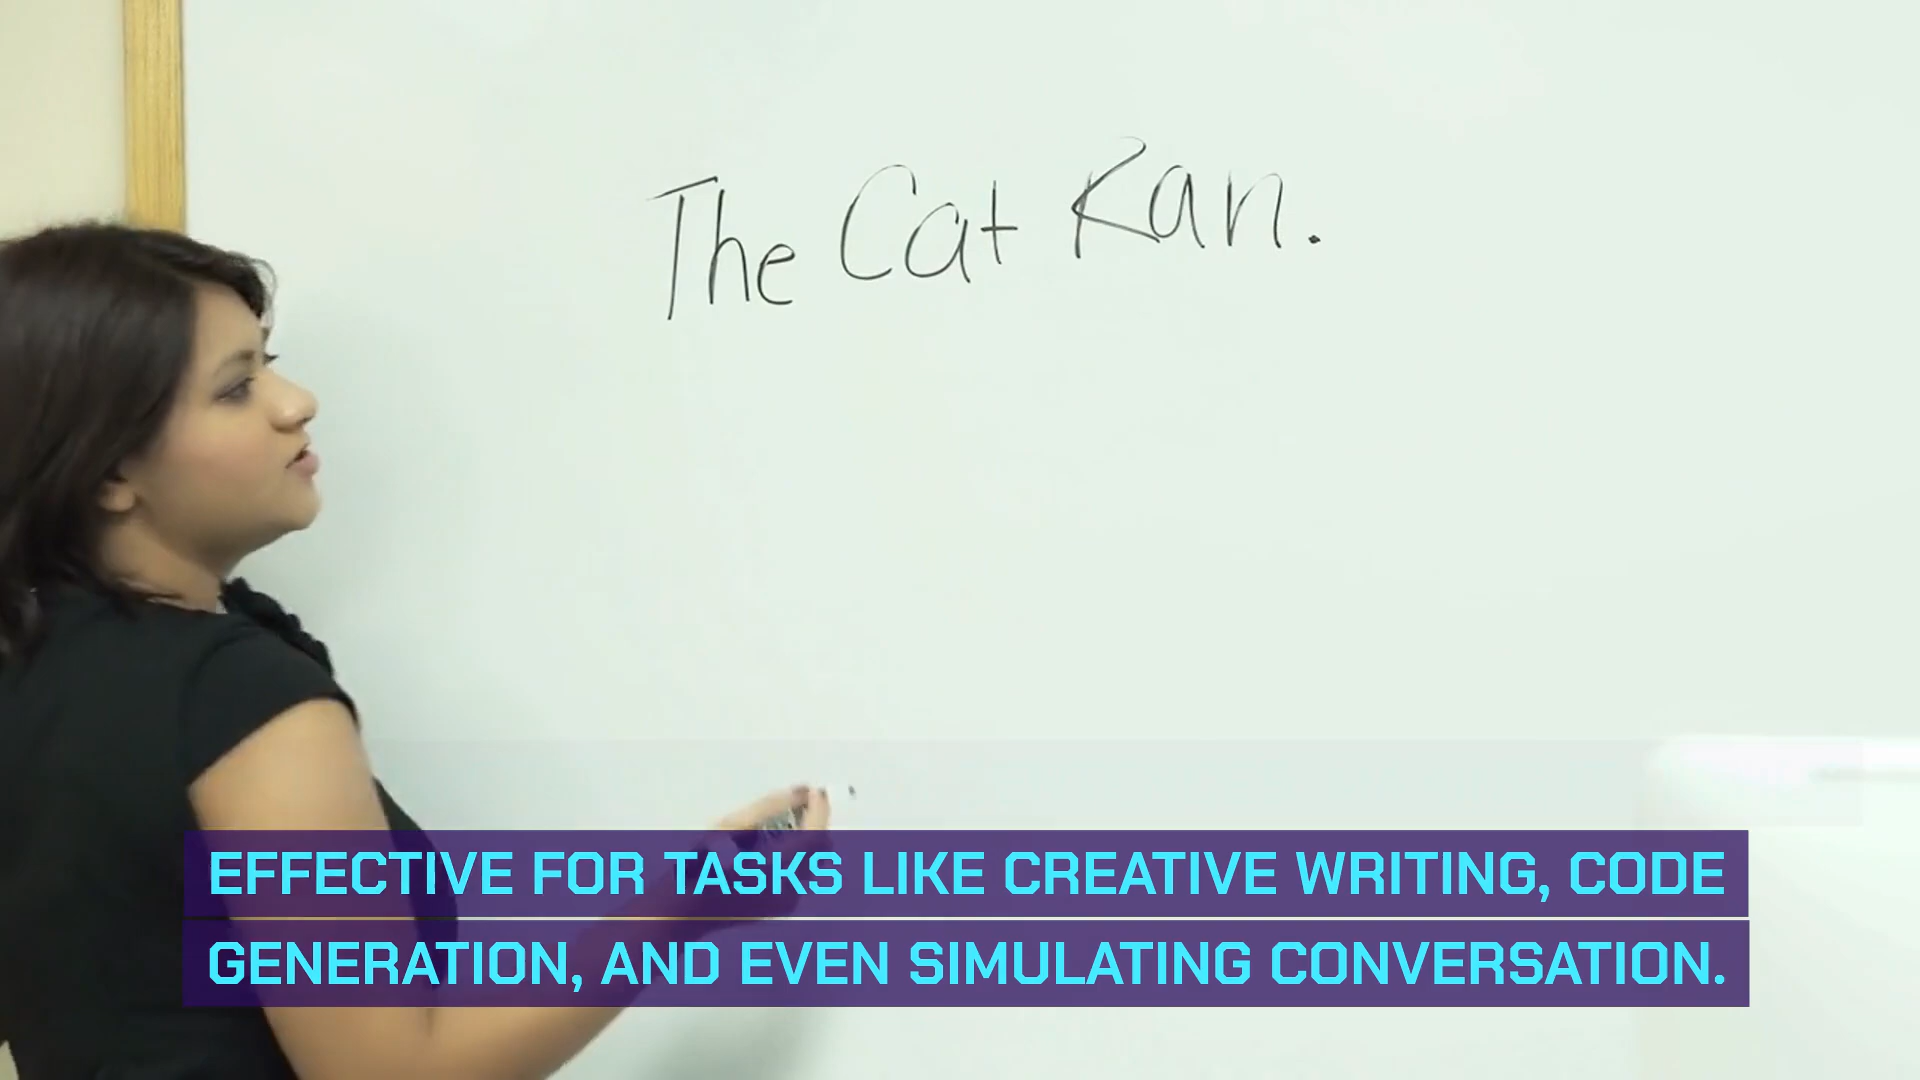 The Cat Ran.
EFFECTIVE FOR TASKS LIKE CREATIVE WRITING, CODE
GENERATION, AND EVEN SIMULATING CONVERSATION.